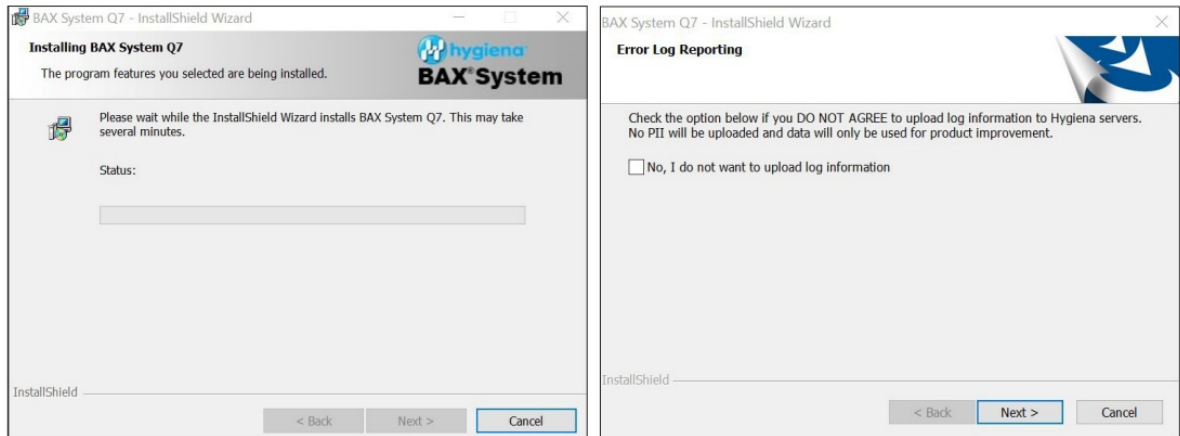 BAX System Q7 - InstallShield Wizard
Installing BAX System Q7
The program features you selected are being installed.
hygiena
BAX® System
Please wait while the InstallShield Wizard installs BAX System Q7. This may take
several minutes.
Status:
InstallShield
< Back
Next >
Cancel
BAX System Q7 - InstallShield Wizard
Error Log Reporting
Check the option below if you DO NOT AGREE to upload log information to Hygiena servers.
No PII will be uploaded and data will only be used for product improvement.
No, I do not want to upload log information
InstallShield
< Back
Next >
Cancel